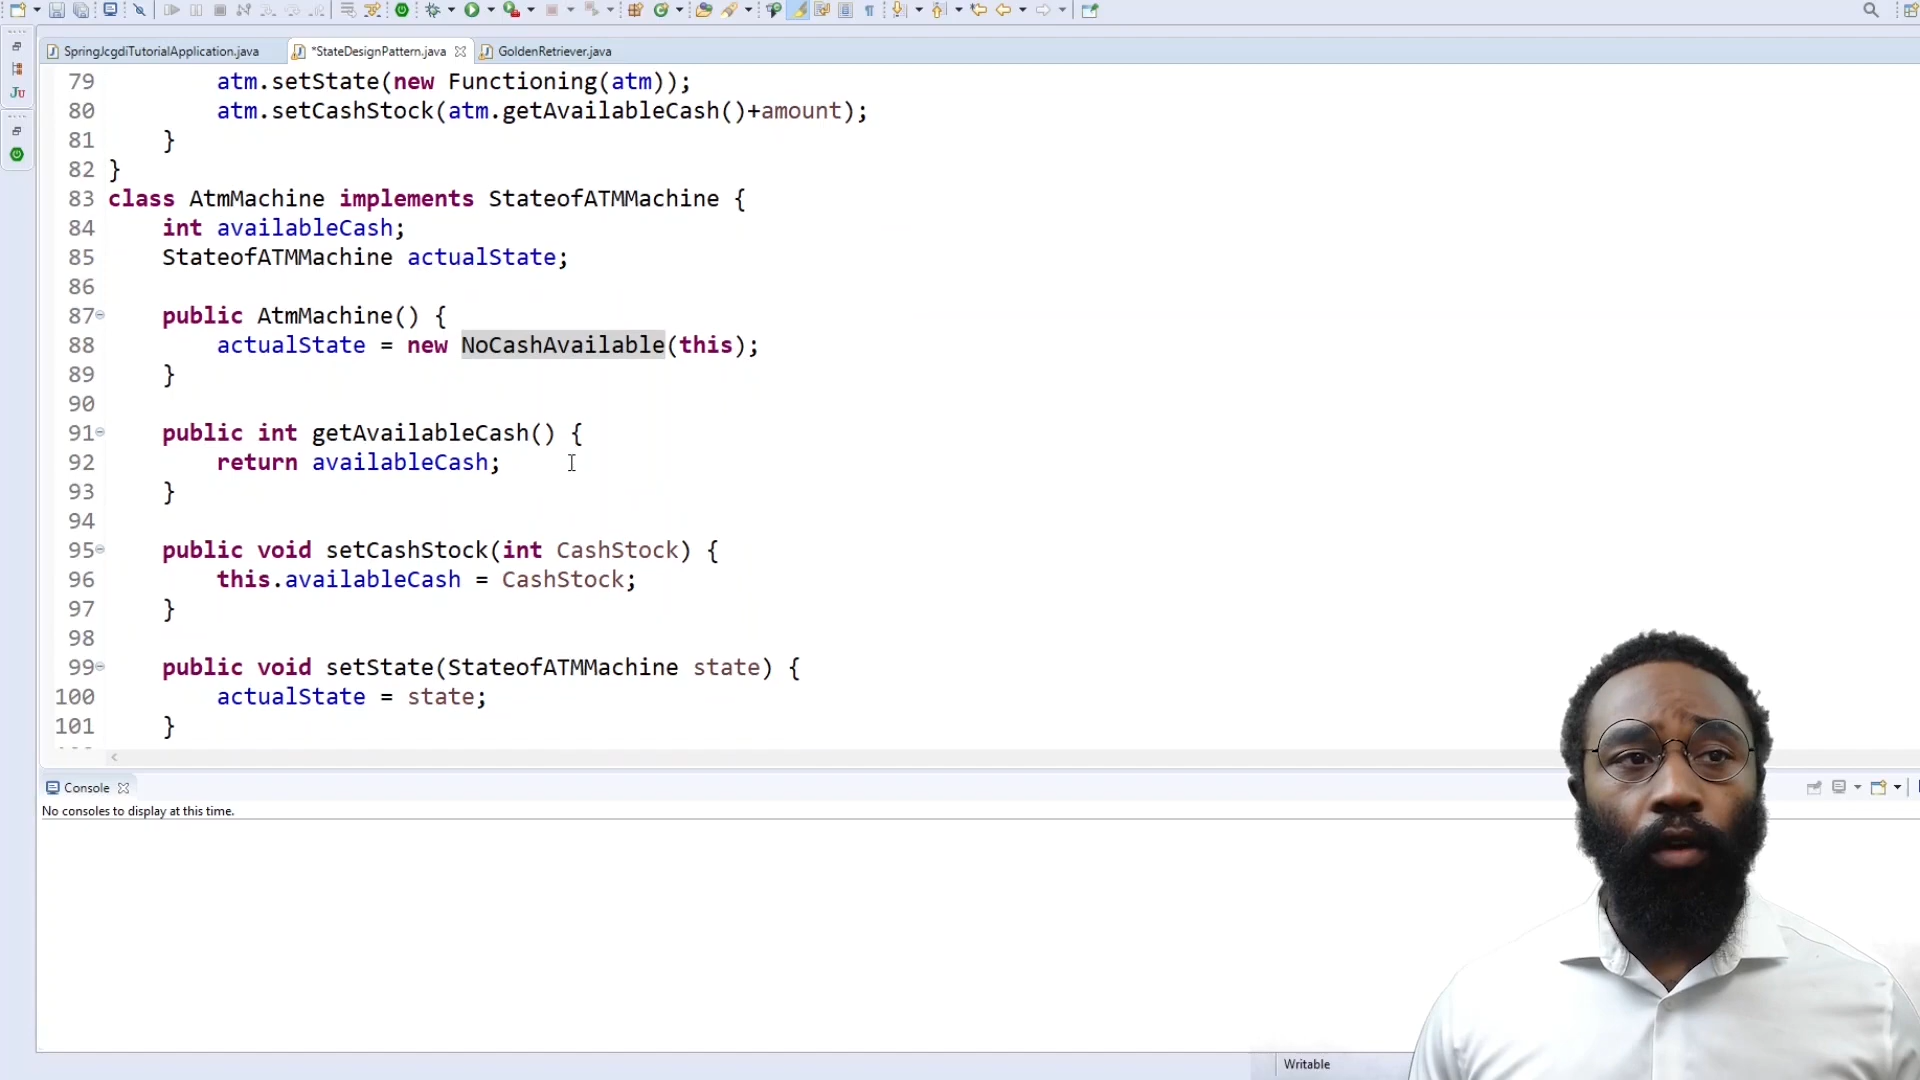 SpringJcgdiTutorialApplication.java
*StateDesignPattern.java
GoldenRetriever.java
79 atm.setState(new Functioning(atm));
80 atm.setCashStock(atm.getAvailableCash()+amount);
81 }
82 }
83 class AtmMachine implements StateofATMMachine {
84 int availableCash;
85 StateofATMMachine actualState;
86
87 public AtmMachine() {
88 actualState = new NoCashAvailable(this);
89 }
90
91 public int getAvailableCash() {
92 return availableCash;
93 }
94
95 public void setCashStock(int CashStock) {
96 this.availableCash = CashStock;
97 }
98
99 public void setState(StateofATMMachine state) {
100 actualState = state;
101 }
Console
No consoles to display at this time.
Writable